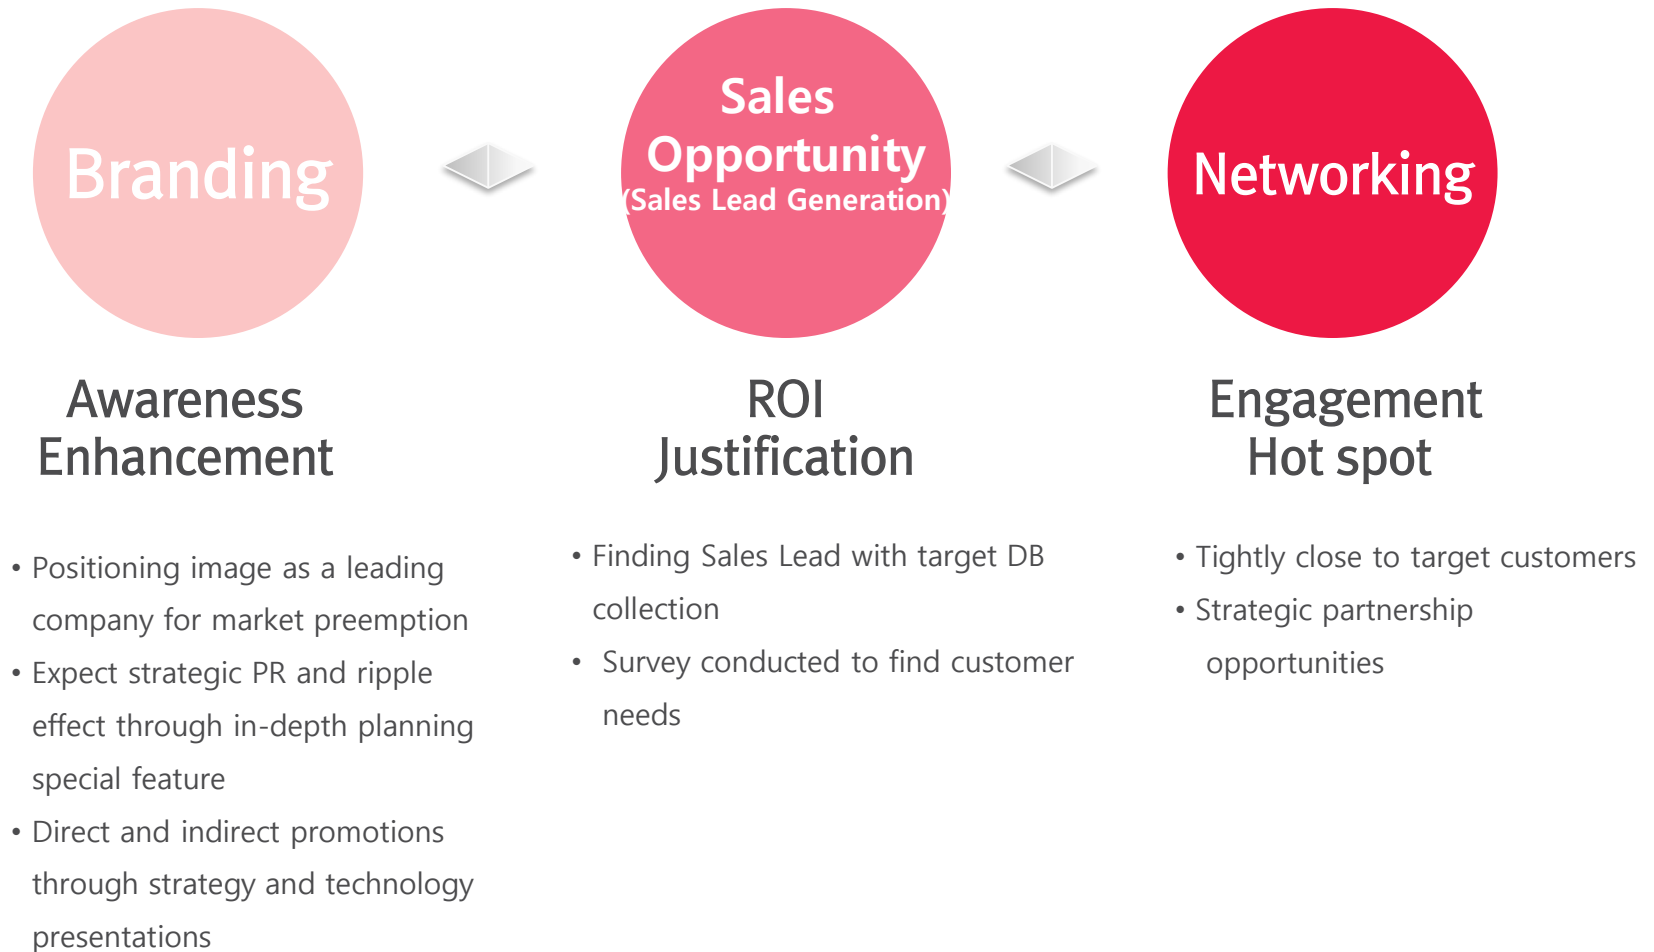 Branding
Awareness
Enhancement
• Positioning image as a leading
company for market preemption
• Expect strategic PR and ripple
effect through in-depth planning
special feature
• Direct and indirect promotions
through strategy and technology
presentations
Sales
Opportunity
(Sales Lead Generation)
ROI
Justification
• Finding Sales Lead with target DB
collection
• Survey conducted to find customer
needs
Networking
Engagement
Hot spot
• Tightly close to target customers
• Strategic partnership
opportunities